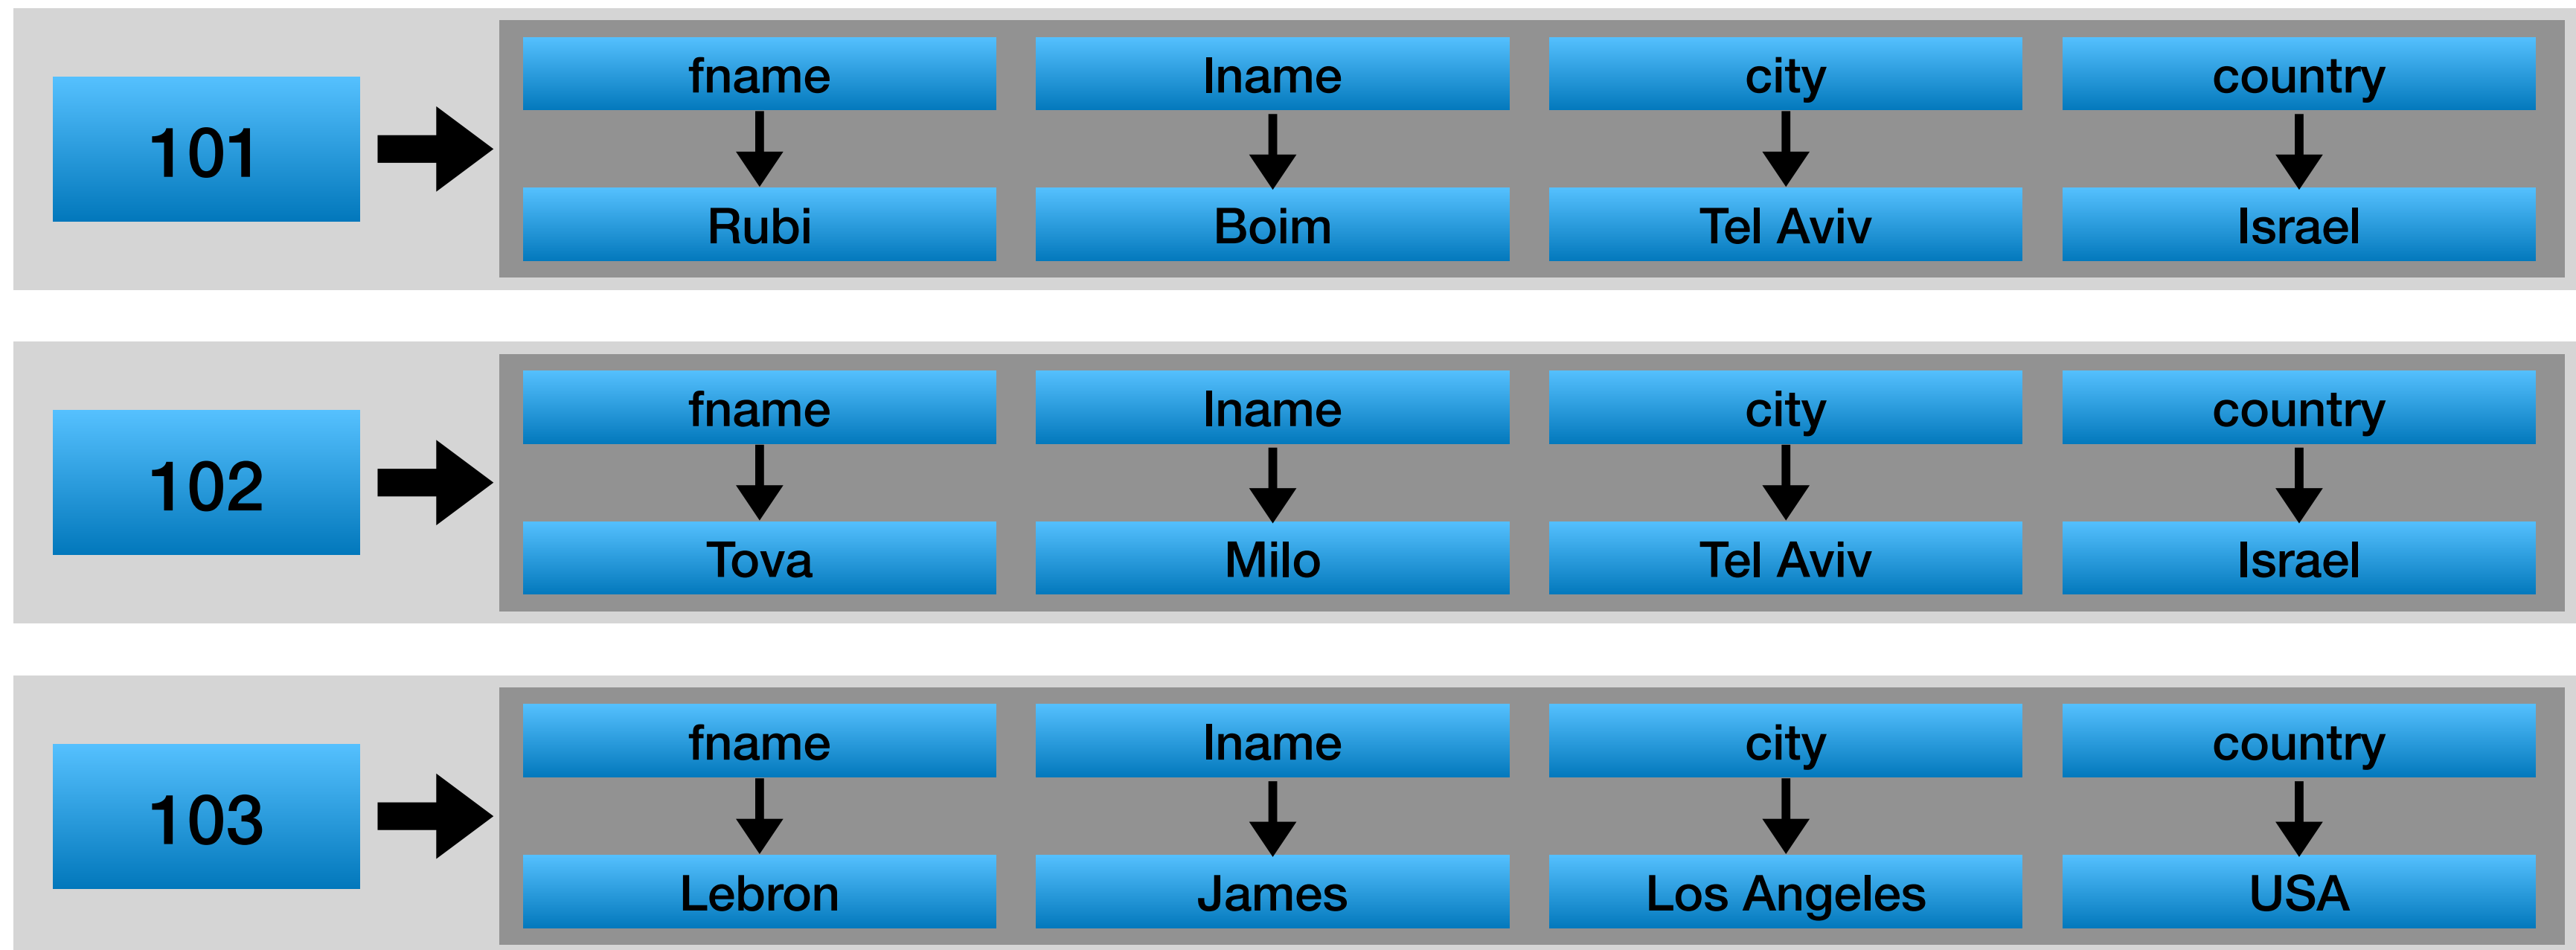 fname lname city country
101
Rubi Boim Tel Aviv Israel
fname lname city country
102
Tova Milo Tel Aviv Israel
fname lname city country
103
Lebron James Los Angeles USA